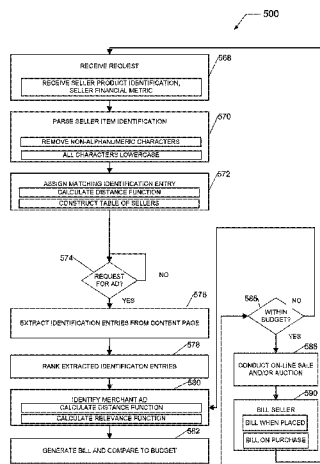 500
RECEIVE REQUEST
RECEIVE SELLER PRODUCT IDENTIFICATION,
SELLER FINANCIAL METRIC
568
PARSE SELLER ITEM IDENTIFICATION
REMOVE NON-ALPHANUMERIC CHARACTERS
ALL CHARACTERS LOWERCASE
570
ASSIGN MATCHING IDENTIFICATION ENTRY
CALCULATE DISTANCE FUNCTION
CONSTRUCT TABLE OF SELLERS
572
574
REQUEST
FOR AD?
NO
YES
576
EXTRACT IDENTIFICATION ENTRIES FROM CONTENT PAGE
578
RANK EXTRACTED IDENTIFICATON ENTRIES
580
IDENTIFY MERCHANT AD
CALCULATE DISTANCE FUNCTION
CALCULATE RELEVANCE FUNCTION
582
GENERATE BILL AND COMPARE TO BUDGET
586
WITHIN
BUDGET?
NO
YES
588
CONDUCT ON-LINE SALE
AND/OR AUCTION
590
BILL SELLER
BILL WHEN PLACED
BILL ON PURCHASE